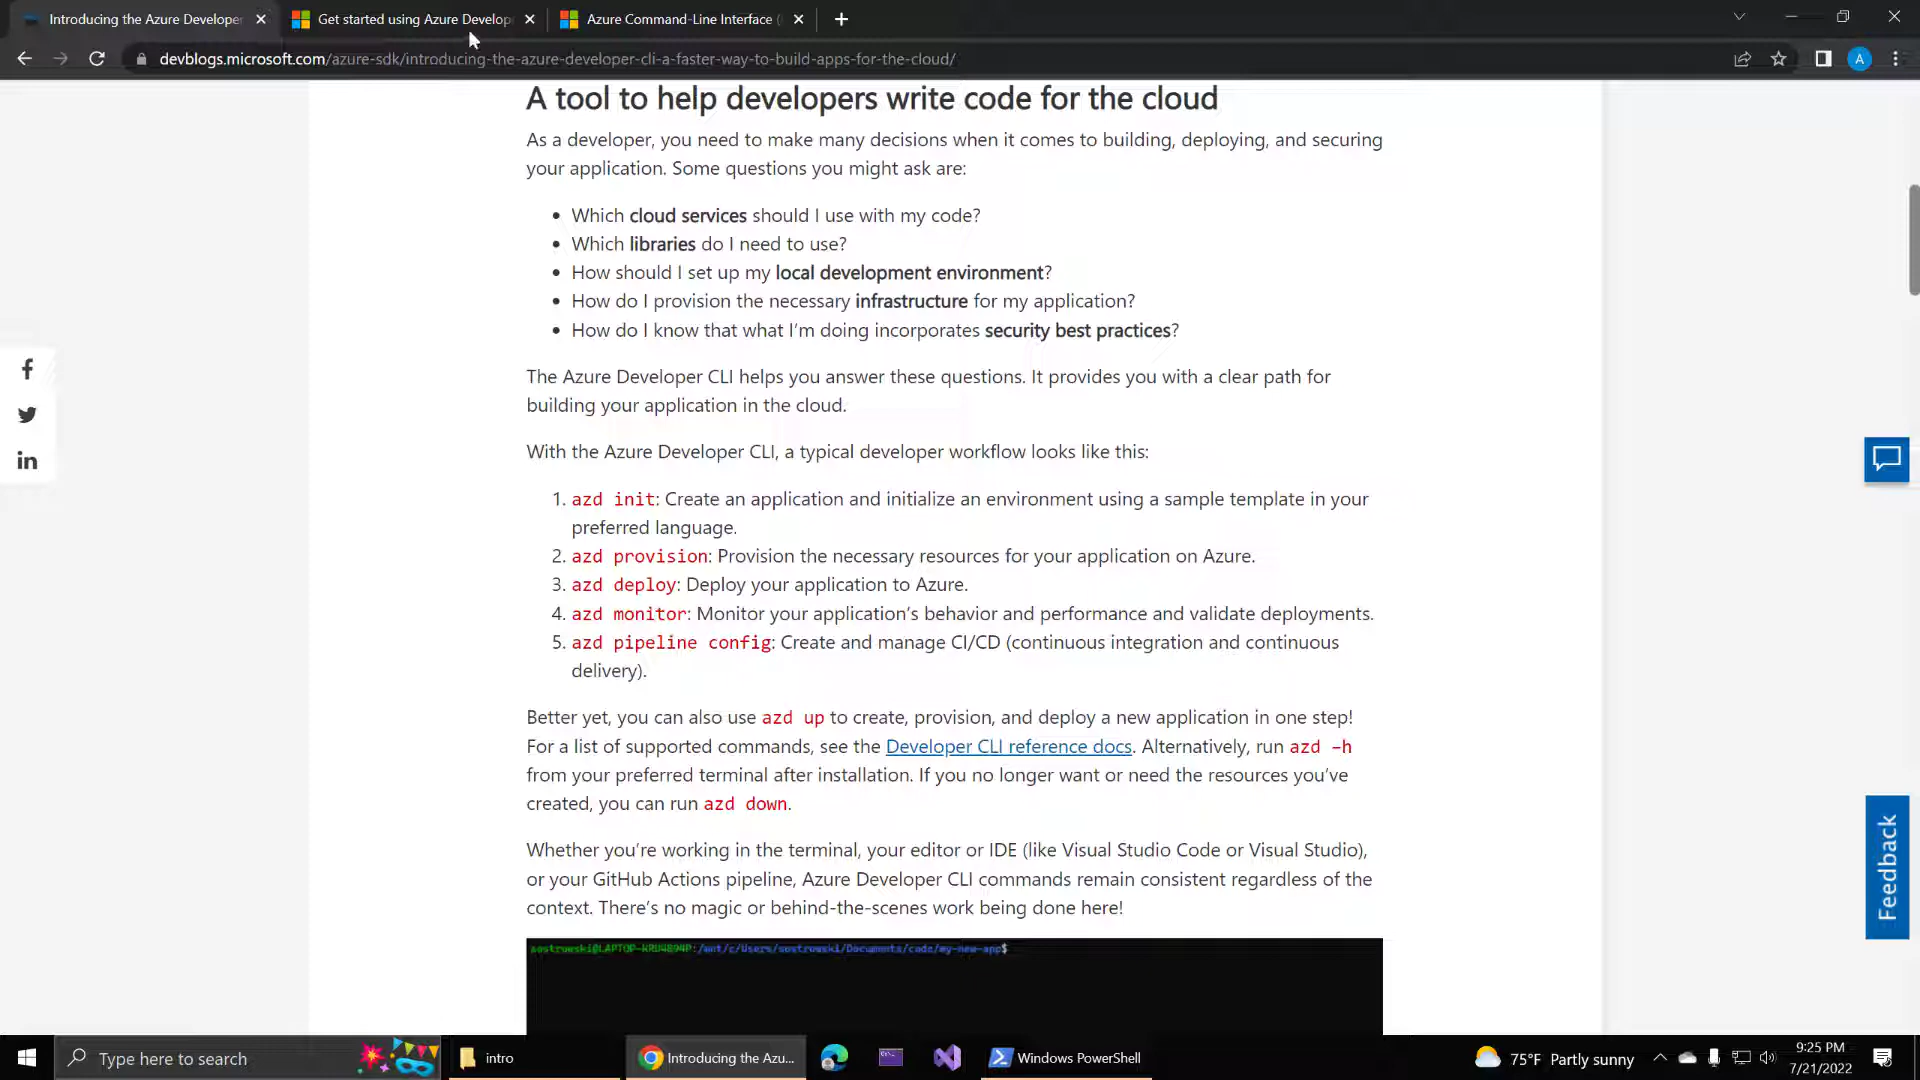 Introducing the Azure Developer
Get started using Azure Develop
Azure Command-Line Interface (
devblogs.microsoft.com/azure-sdk/introducing-the-azure-developer-cli-a-faster-way-to-build-apps-for-the-cloud/
A
A tool to help developers write code for the cloud
As a developer, you need to make many decisions when it comes to building, deploying, and securing
your application. Some questions you might ask are:
• Which cloud services should I use with my code?
• Which libraries do I need to use?
• How should I set up my local development environment?
• How do I provision the necessary infrastructure for my application?
• How do I know that what I'm doing incorporates security best practices?
The Azure Developer CLI helps you answer these questions. It provides you with a clear path for
building your application in the cloud.
With the Azure Developer CLI, a typical developer workflow looks like this:
1. azd init: Create an application and initialize an environment using a sample template in your
preferred language.
2. azd provision: Provision the necessary resources for your application on Azure.
3. azd deploy: Deploy your application to Azure.
4. azd monitor: Monitor your application's behavior and performance and validate deployments.
5. azd pipeline config: Create and manage CI/CD (continuous integration and continuous
delivery).
Better yet, you can also use azd up to create, provision, and deploy a new application in one step!
For a list of supported commands, see the Developer CLI reference docs. Alternatively, run azd –h
from your preferred terminal after installation. If you no longer want or need the resources you've
created, you can run azd down.
Whether you're working in the terminal, your editor or IDE (like Visual Studio Code or Visual Studio),
or your GitHub Actions pipeline, Azure Developer CLI commands remain consistent regardless of the
context. There's no magic or behind-the-scenes work being done here!
sostrowski@LAPTOP-KRU4894P:/mnt/c/Users/sostrowski/Documents/code/my-new-app$
Feedback
Type here to search
intro
Introducing the Azu...
Windows PowerShell
75°F Partly sunny
9:25 PM
7/21/2022